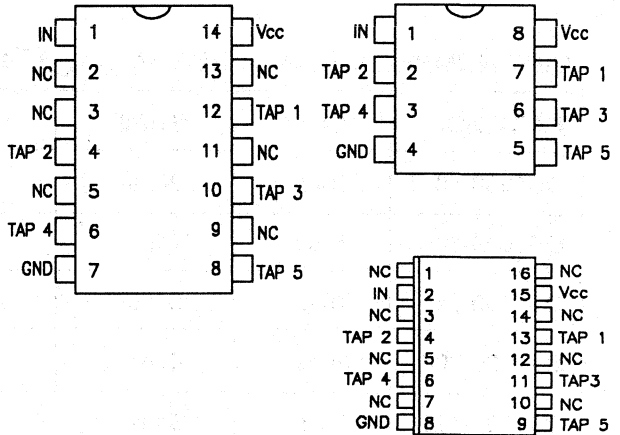 IN 1 14 Vcc
NC 2 13 NC
NC 3 12 TAP 1
TAP 2 4 11 NC
NC 5 10 TAP 3
TAP 4 6 9 NC
GND 7 8 TAP 5
IN 1 8 Vcc
TAP 2 2 7 TAP 1
TAP 4 3 6 TAP 3
GND 4 5 TAP 5
NC 1 16 NC
IN 2 15 Vcc
NC 3 14 NC
TAP 2 4 13 TAP 1
NC 5 12 NC
TAP 4 6 11 TAP3
NC 7 10 NC
GND 8 9 TAP 5